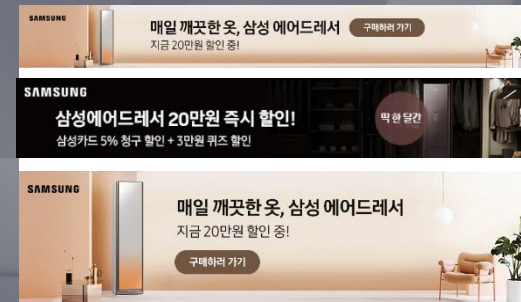 SAMSUNG
매일 깨끗한 옷, 삼성 에어드레서
구매하러 가기
지금 20만원 할인 중!
SAMSUNG
삼성에어드레서 20만원 즉시 할인!
딱 한 달간
삼성카드 5% 청구 할인 + 3만원 퀴즈 할인
SAMSUNG
매일 깨끗한 옷, 삼성 에어드레서
지금 20만원 할인 중!
구매하러 가기